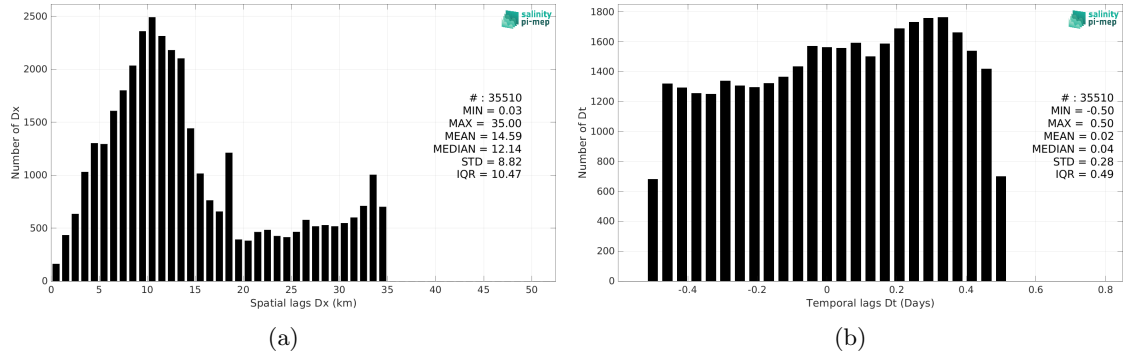 2500
2000
1500
1000
500
0
Number of Dx
salinity
pi-mep
# : 35510
MIN = 0.03
MAX = 35.00
MEAN = 14.59
MEDIAN = 12.14
STD = 8.82
IQR = 10.47
0 5 10 15 20 25 30 35 40 45 50
Spatial lags Dx (km)
(a)
1800
1600
1400
1200
1000
800
600
400
200
0
Number of Dt
salinity
pi-mep
# : 35510
MIN = -0.50
MAX = 0.50
MEAN = 0.02
MEDIAN = 0.04
STD = 0.28
IQR = 0.49
-0.4 -0.2 0 0.2 0.4 0.6 0.8
Temporal lags Dt (Days)
(b)